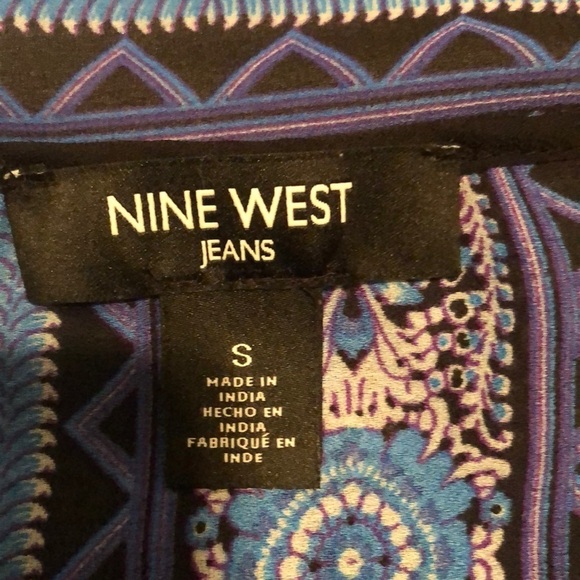 NINE WEST
JEANS
S
MADE IN
INDIA
HECHO EN
INDIA
FABRIQUÉ EN
INDE